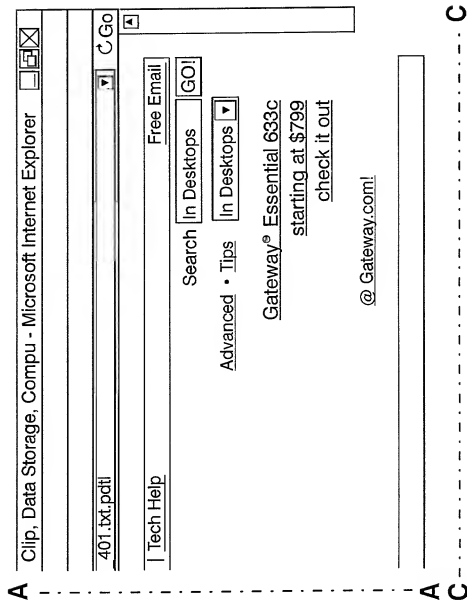 A
Clip, Data Storage, Compu - Microsoft Internet Explorer
401.txt.pdtl Go
| Tech Help Free Email
Search In Desktops GO!
Advanced • Tips In Desktops
Gateway® Essential 633c
starting at $799
check it out
@ Gateway.com!
A
C C